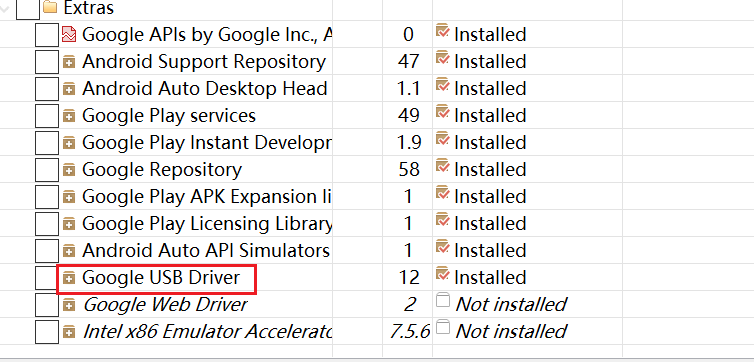 Extras
Google APIs by Google Inc., A 0 Installed
Android Support Repository 47 Installed
Android Auto Desktop Head 1.1 Installed
Google Play services 49 Installed
Google Play Instant Developr 1.9 Installed
Google Repository 58 Installed
Google Play APK Expansion li 1 Installed
Google Play Licensing Library 1 Installed
Android Auto API Simulators 1 Installed
Google USB Driver 12 Installed
Google Web Driver 2 Not installed
Intel x86 Emulator Accelerato 7.5.6 Not installed